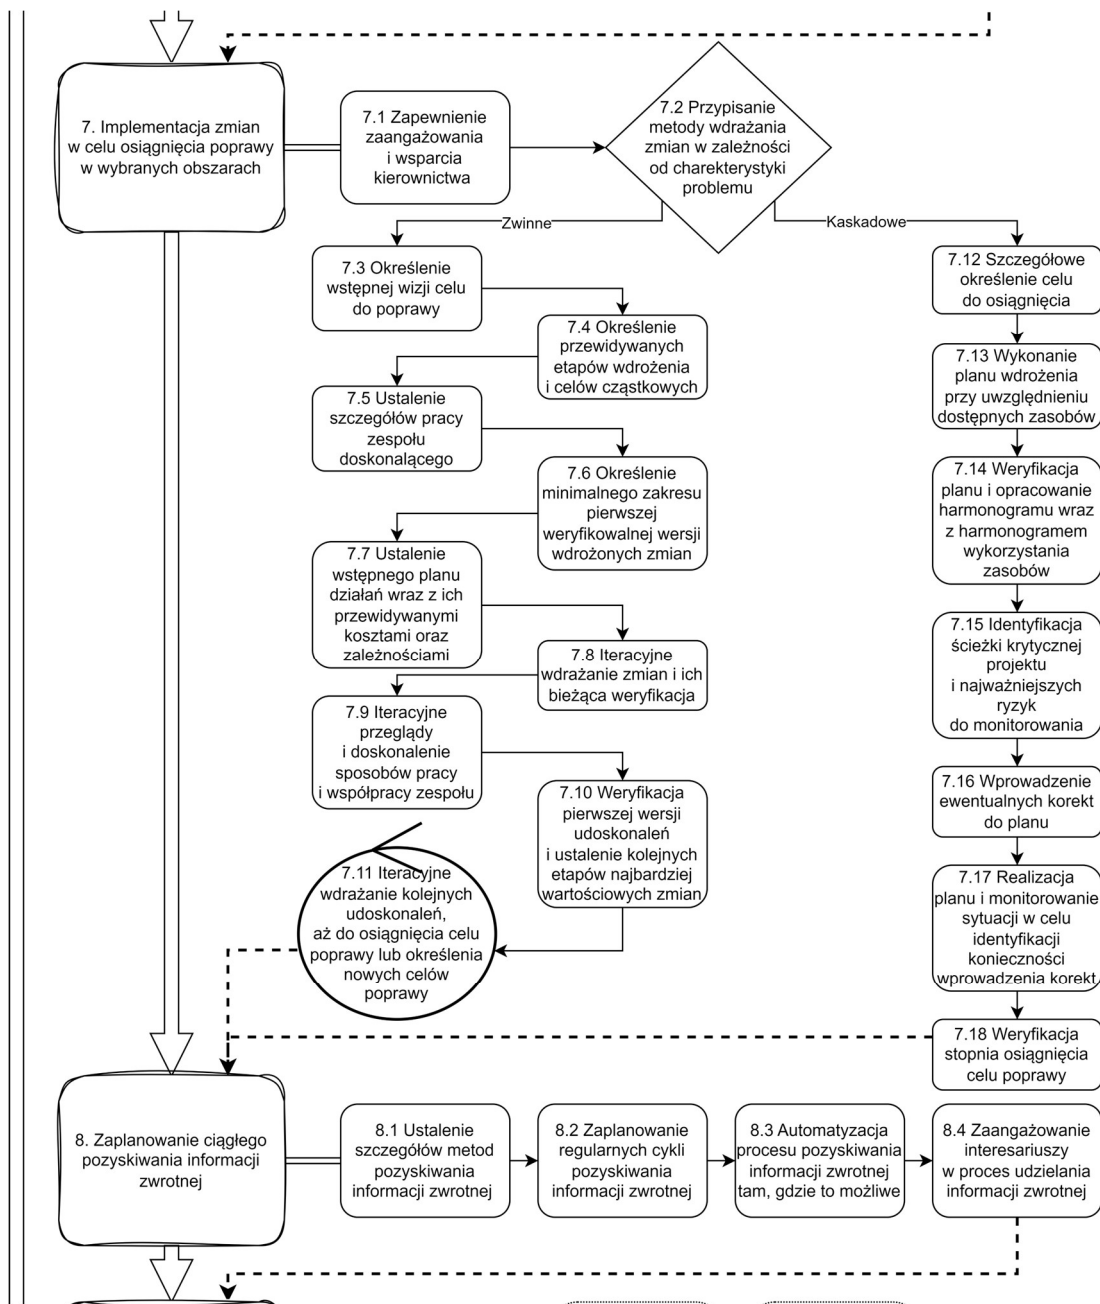 7. Implementacja zmian
w celu osiągnięcia poprawy
w wybranych obszarach
7.1 Zapewnienie
zaangażowania
i wsparcia
kierownictwa
7.2 Przypisanie
metody wdrażania
zmian w zależności
od charekterystyki
problemu
Zwinne
Kaskadowe
7.3 Określenie
wstępnej wizji celu
do poprawy
7.4 Określenie
przewidywanych
etapów wdrożenia
i celów cząstkowych
7.5 Ustalenie
szczegółów pracy
zespołu
doskonalącego
7.6 Określenie
minimalnego zakresu
pierwszej
weryfikowalnej wersji
wdrożonych zmian
7.7 Ustalenie
wstępnego planu
działań wraz z ich
przewidywanymi
kosztami oraz
zależnościami
7.8 Iteracyjne
wdrażanie zmian i ich
bieżąca weryfikacja
7.9 Iteracyjne
przeglądy
i doskonalenie
sposobów pracy
i współpracy zespołu
7.10 Weryfikacja
pierwszej wersji
udoskonaleń
i ustalenie kolejnych
etapów najbardziej
wartościowych zmian
7.11 Iteracyjne
wdrażanie kolejnych
udoskonaleń,
aż do osiągnięcia celu
poprawy lub określenia
nowych celów
poprawy
7.12 Szczegółowe
określenie celu
do osiągnięcia
7.13 Wykonanie
planu wdrożenia
przy uwzględnieniu
dostępnych zasobów
7.14 Weryfikacja
planu i opracowanie
harmonogramu wraz
z harmonogramem
wykorzystania
zasobów
7.15 Identyfikacja
ścieżki krytycznej
projektu
i najważniejszych
ryzyk
do monitorowania
7.16 Wprowadzenie
ewentualnych korekt
do planu
7.17 Realizacja
planu i monitorowanie
sytuacji w celu
identyfikacji
konieczności
wprowadzenia korekt
7.18 Weryfikacja
stopnia osiągnięcia
celu poprawy
8. Zaplanowanie ciągłego
pozyskiwania informacji
zwrotnej
8.1 Ustalenie
szczegółów metod
pozyskiwania
informacji zwrotnej
8.2 Zaplanowanie
regularnych cykli
pozyskiwania
informacji zwrotnej
8.3 Automatyzacja
procesu pozyskiwania
informacji zwrotnej
tam, gdzie to możliwe
8.4 Zaangażowanie
interesariuszy
w proces udzielania
informacji zwrotnej